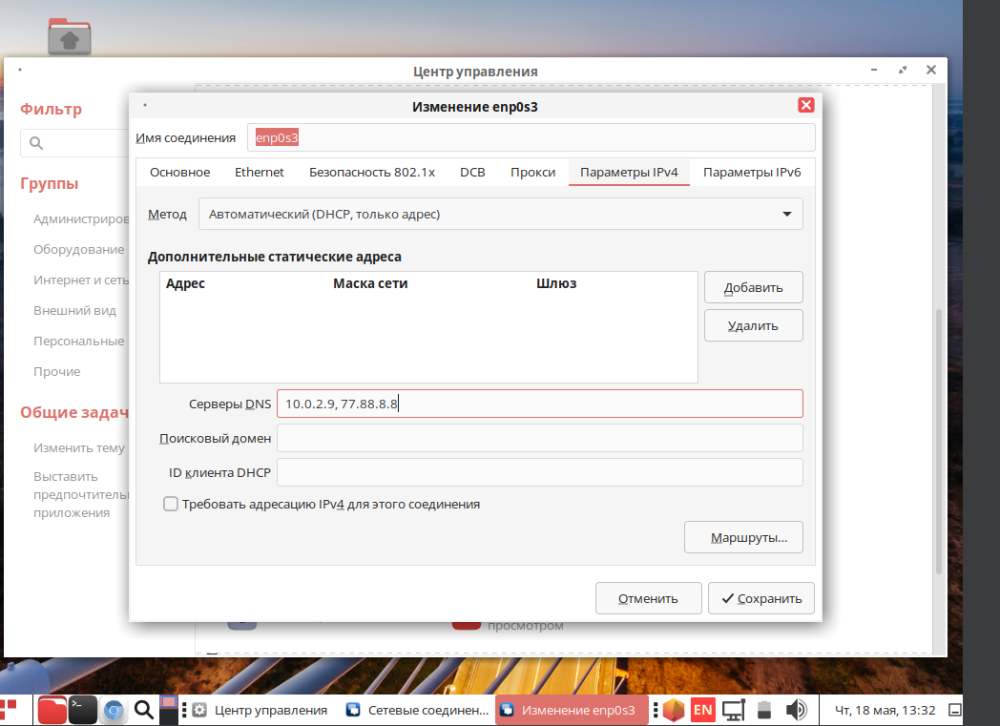 Центр управления
Фильтр
Группы
Администриров
Оборудование
Интернет и сеть
Внешний вид
Персональные
Прочие
Общие задач
Изменить тему
Выставить
предпочтитель
приложения
Изменение enp0s3
Имя соединения enp0s3
Основное Ethernet Безопасность 802.1x DCB Прокси Параметры IPv4 Параметры IPv6
Метод Автоматический (DHCP, только адрес)
Дополнительные статические адреса
Адрес Маска сети Шлюз
Добавить
Удалить
Серверы DNS 10.0.2.9, 77.88.8.8
Поисковый домен
ID клиента DHCP
Требовать адресацию IPv4 для этого соединения
Маршруты...
Отменить Сохранить
просмотром
Центр управления Сетевые соединен... Изменение enp0s3 EN Чт, 18 мая, 13:32